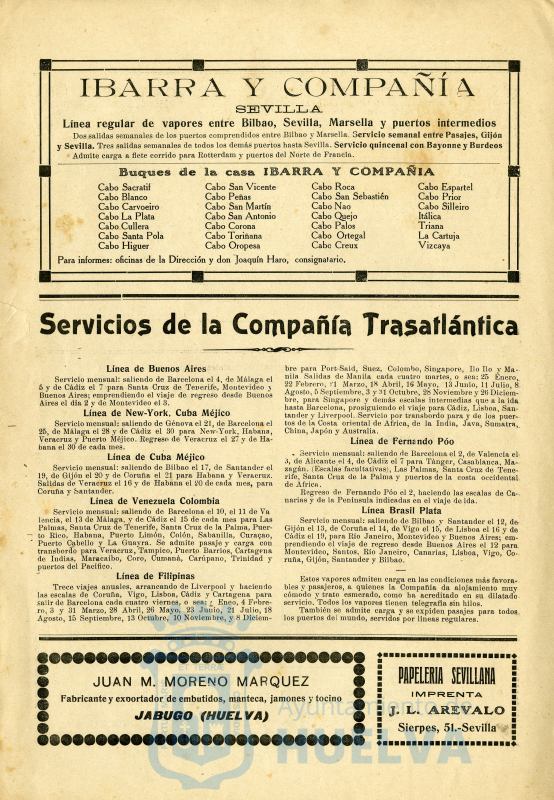 IBARRA Y COMPAÑÍA
SEVILLA
Línea regular de vapores entre Bilbao, Sevilla, Marsella y puertos intermedios
Dos salidas semanales de los puertos comprendidos entre Bilbao y Marsella. Servicio semanal entre Pasajes, Gijón
y Sevilla. Tres salidas semanales de todos los demás puertos hasta Sevilla. Servicio quincenal con Bayonne y Burdeos
Admite carga a flete corrido para Rotterdam y puertos del Norte de Francia.
Buques de la casa IBARRA Y COMPAÑIA
Cabo Sacratif
Cabo Blanco
Cabo Carvoeiro
Cabo La Plata
Cabo Cullera
Cabo Santa Pola
Cabo Higuer
Cabo San Vicente
Cabo Peñas
Cabo San Martín
Cabo San Antonio
Cabo Corona
Cabo Toriñana
Cabo Oropesa
Cabo Roca
Cabo San Sebastién
Cabo Nao
Cabo Quejo
Cabo Palos
Cabo Ortegal
Cabo Creux
Cabo Espartel
Cabo Prior
Cabo Silleiro
Itálica
Triana
La Cartuja
Vizcaya
Para informes: oficinas de la Dirección y don Joaquín Haro, consignatario.
Servicios de la Compañía Trasatlántica
Línea de Buenos Aires
Servicio mensual: saliendo de Barcelona el 4, de Málaga el
5 y de Cádiz el 7 para Santa Cruz de Tenerife, Montevideo y
Buenos Aires; emprendiendo el viaje de regreso desde Buenos
Aires el día 2 y de Montevideo el 3.
Línea de New-York, Cuba Méjico
Servicio mensual: saliendo de Génova el 21, de Barcelona el
25, de Málaga el 28 y de Cádiz el 30 para New-York, Habana,
Veracruz y Puerto Méjico. Regreso de Veracruz el 27 y de Ha-
bana el 30 de cada mes.
Línea de Cuba Méjico
Servicio mensual: saliendo de Bilbao el 17, de Santander el
19, de Gijón el 20 y de Coruña el 21 para Habana y Veracruz.
Salidas de Veracruz el 16 y de Habana el 20 de cada mes, para
Coruña y Santander.
Línea de Venezuela Colombia
Servicio mensual: saliendo de Barcelona el 10, el 11 de Va
lencia, el 13 de Málaga, y de Cádiz el 15 de cada mes para Las
Palmas, Santa Cruz de Tenerife, Santa Cruz de la Palma, Puer-
to Rico, Habana, Puerto Limón, Colón, Sabanilla, Curaçao,
Puerto Cabello y La Guayra. Se admite pasaje y carga con
transbordo para Veracruz, Tampico, Puerto Barrios, Cartagena
de Indias, Maracaibo, Coro, Cumaná, Carúpano, Trinidad y
puertos del Pacífico.
Línea de Filipinas
Trece viajes anuales, arrancando de Liverpool y haciendo
las escalas de Coruña, Vigo, Lisboa, Cádiz y Cartagena para
salir de Barcelona cada cuatro viernes, o sea: Eneo, 4 Febre-
ro, 3 y 31 Marzo, 28 Abril, 26 Mayo, 23 Junio, 21 Julio, 18
Agosto, 15 Septiembre, 13 Octubre, 10 Noviembre, y 8 Diciem-
bre para Port-Said, Suez, Colombo, Singapore, Ilo Ilo y Ma-
nila Salidas de Manila cada cuatro martes, o sea: 25 Enero,
22 Febrero, 21 Marzo, 18 Abril, 16 Mayo, 13 Junio, 11 Julio, 8
Agosto, 5 Septiembre, 3 y 31 Octubre, 28 Noviembre y 26 Diciem-
bre, para Singapore y demás escalas intermedias que a la ida
hasta Barcelona, prosiguiendo el viaje para Cádiz, Lisboa, San-
tander y Liverpool. Servicio por transbordo para y de los puer-
tos de la Costa oriental de Africa, de la India, Java, Sumatra,
China, Japón y Australia.
Línea de Fernando Póo
Servicio mensual: saliendo de Barcelona el 2, de Valencia el
3, de Alicante el 4, de Cádiz el 7 para Tánger, Casablanca, Ma-
zagán. (Escalas facultativas), Las Palmas, Santa Cruz de Tene-
rife, Santa Cruz de la Palma y puertos de la costa occidental
de Africa.
Regreso de Fernando Póo el 2, haciendo las escalas de Cana-
rias y de la Península indicadas en el viaje de ida.
Línea Brasil Plata
Servicio mensual: saliendo de Bilbao y Santander el 12, de
Gijón el 13, de Coruña el 14, de Vigo el 15, de Lisboa el 16 y de
Cádiz el 19, para Río Janeiro, Montevideo y Buenos Aires; em-
prendiendo el viaje de regreso desde Buenos Aires el 12 para
Montevideo, Santos, Río Janeiro, Canarias, Lisboa, Vigo, Co-
ruña, Gijón, Santander y Bilbao.
Estos vapores admiten carga en las condiciones más favora-
bles y pasajeros, a quienes la Compañía da alojamiento muy
cómodo y trato esmerado, como ha acreditado en su dilatado
servicio. Todos los vapores tienen telegrafía sin hilos.
También se admite carga y se expiden pasajes para todos
los puertos del mundo, servidos por líneas regulares.
JUAN M. MORENO MARQUEZ
Fabricante y exportador de embutidos, manteca, jamones y tocino
JABUGO (HUELVA)
PAPELERIA SEVILLANA
IMPRENTA
J. L. AREVALO
Sierpes, 51.-Sevilla
Ayuntamiento
HUELVA